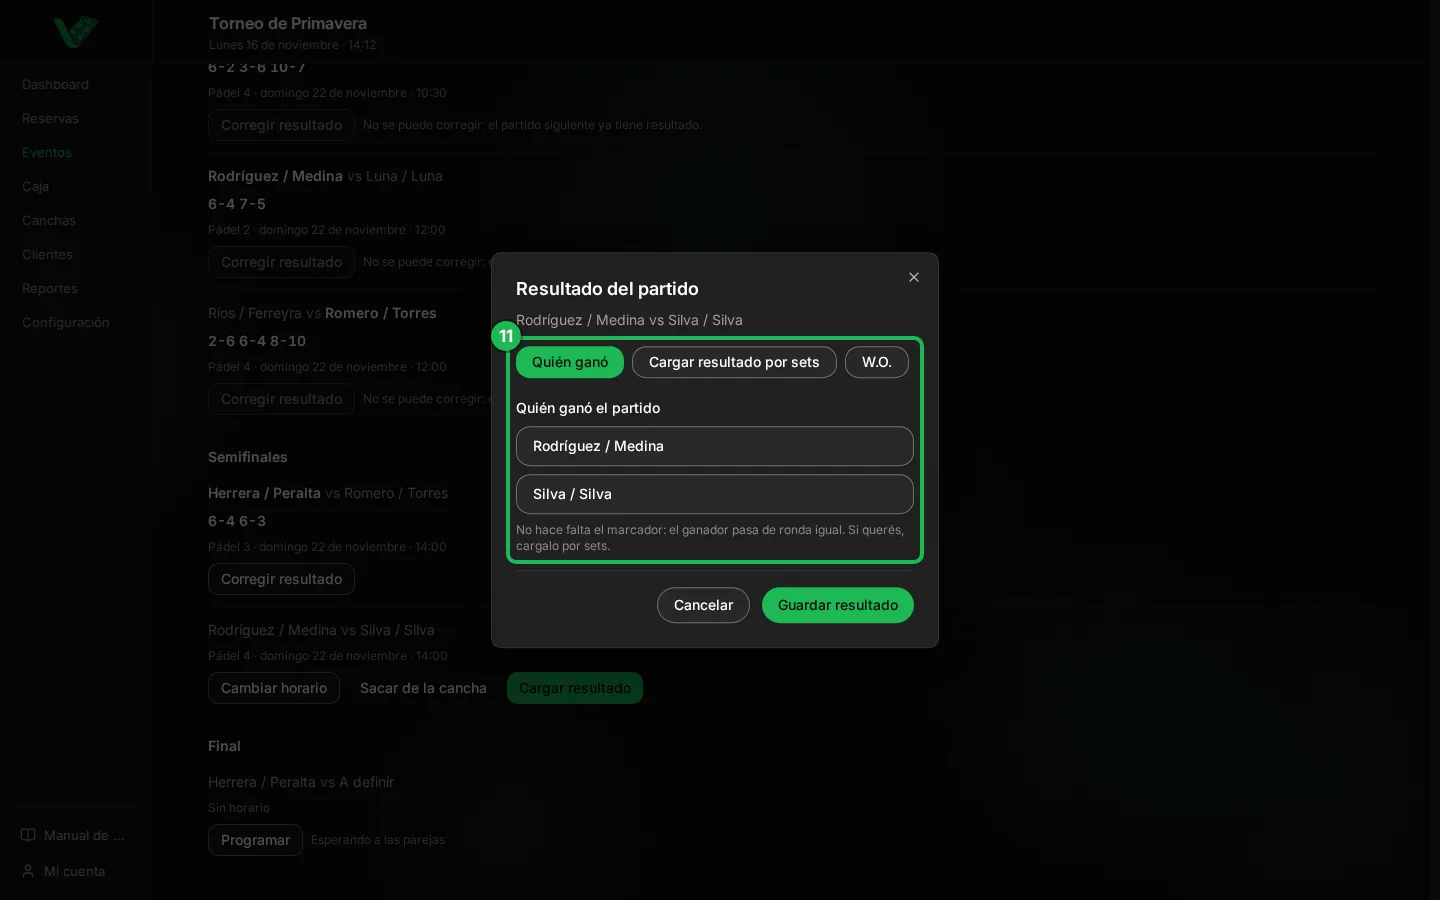 Torneo de Primavera
Lunes 16 de noviembre · 14:12
Dashboard
Reservas
Eventos
Caja
Canchas
Clientes
Reportes
Configuración
Manual de ...
Mi cuenta
6-2 3-6 10-7
Pádel 4 · domingo 22 de noviembre · 10:30
Corregir resultado No se puede corregir: el partido siguiente ya tiene resultado.
Rodríguez / Medina vs Luna / Luna
6-4 7-5
Pádel 2 · domingo 22 de noviembre · 12:00
Corregir resultado No se puede corregir:
Ríos / Ferreyra vs Romero / Torres
2-6 6-4 8-10
Pádel 4 · domingo 22 de noviembre · 12:00
Corregir resultado No se puede corregir:
Semifinales
Herrera / Peralta vs Romero / Torres
6-4 6-3
Pádel 3 · domingo 22 de noviembre · 14:00
Corregir resultado
Rodríguez / Medina vs Silva / Silva
Pádel 4 · domingo 22 de noviembre · 14:00
Cambiar horario Sacar de la cancha Cargar resultado
Final
Herrera / Peralta vs A definir
Sin horario
Programar Esperando a las parejas
Resultado del partido
Rodríguez / Medina vs Silva / Silva
11
Quién ganó Cargar resultado por sets W.O.
Quién ganó el partido
Rodríguez / Medina
Silva / Silva
No hace falta el marcador: el ganador pasa de ronda igual. Si querés,
cargalo por sets.
Cancelar Guardar resultado